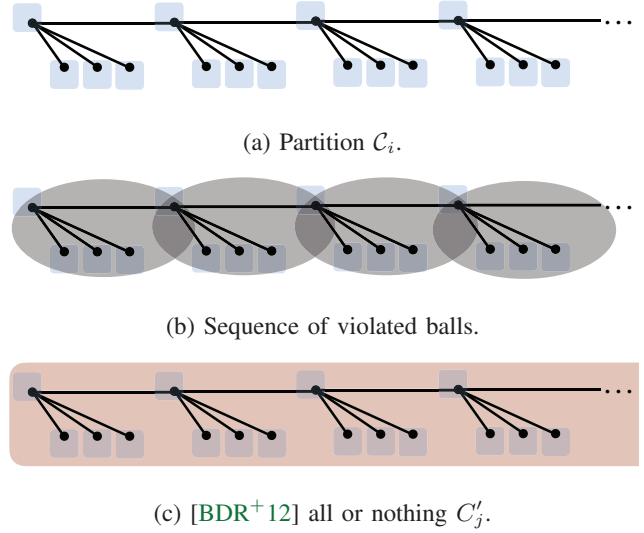 ...
(a) Partition 𝒞ᵢ.
...
(b) Sequence of violated balls.
...
(c) [BDR⁺12] all or nothing C′ⱼ.